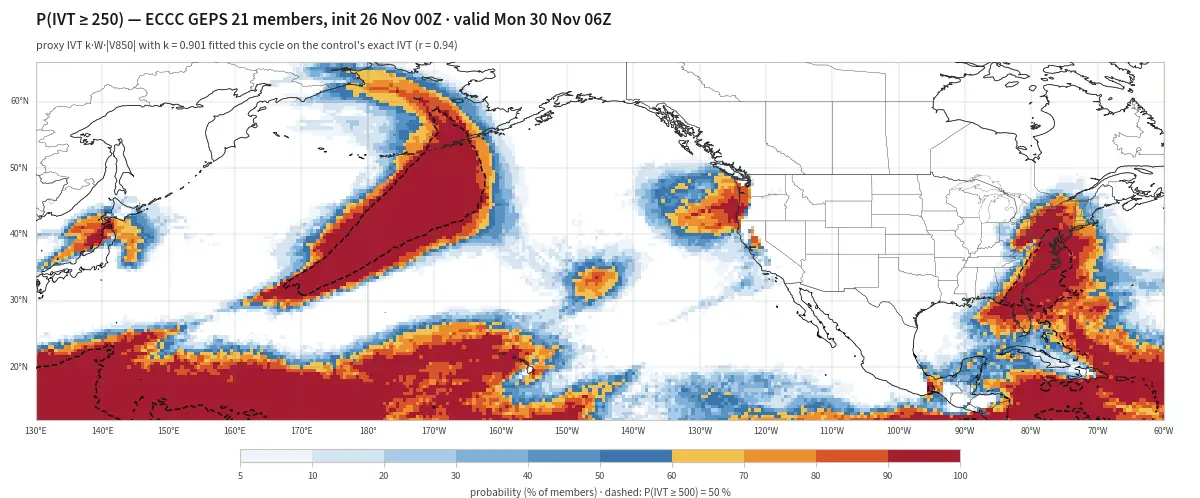 P(IVT ≥ 250) — ECCC GEPS 21 members, init 26 Nov 00Z · valid Mon 30 Nov 06Z
proxy IVT k·W·|V850| with k = 0.901 fitted this cycle on the control's exact IVT (r = 0.94)
60°N
50°N
40°N
30°N
20°N
130°E 140°E 150°E 160°E 170°E 180° 170°W 160°W 150°W 140°W 130°W 120°W 110°W 100°W 90°W 80°W 70°W 60°W
5 10 20 30 40 50 60 70 80 90 100
probability (% of members) · dashed: P(IVT ≥ 500) = 50 %